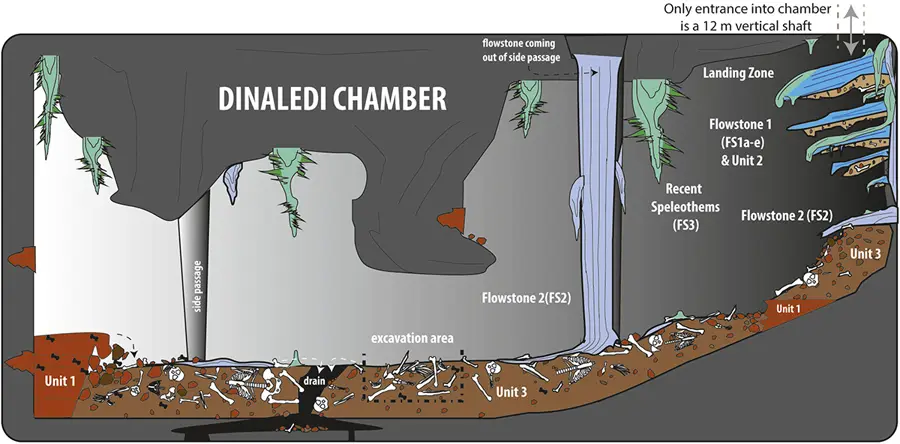 Only entrance into chamber
is a 12 m vertical shaft
flowstone coming
out of side passage
Landing Zone
DINALEDI CHAMBER
Flowstone 1
(FS1a-e)
& Unit 2
Recent
Speleothems
(FS3)
Flowstone 2 (FS2)
Unit 3
side passage
Flowstone 2(FS2)
Unit 1
excavation area
Unit 1
drain
Unit 3